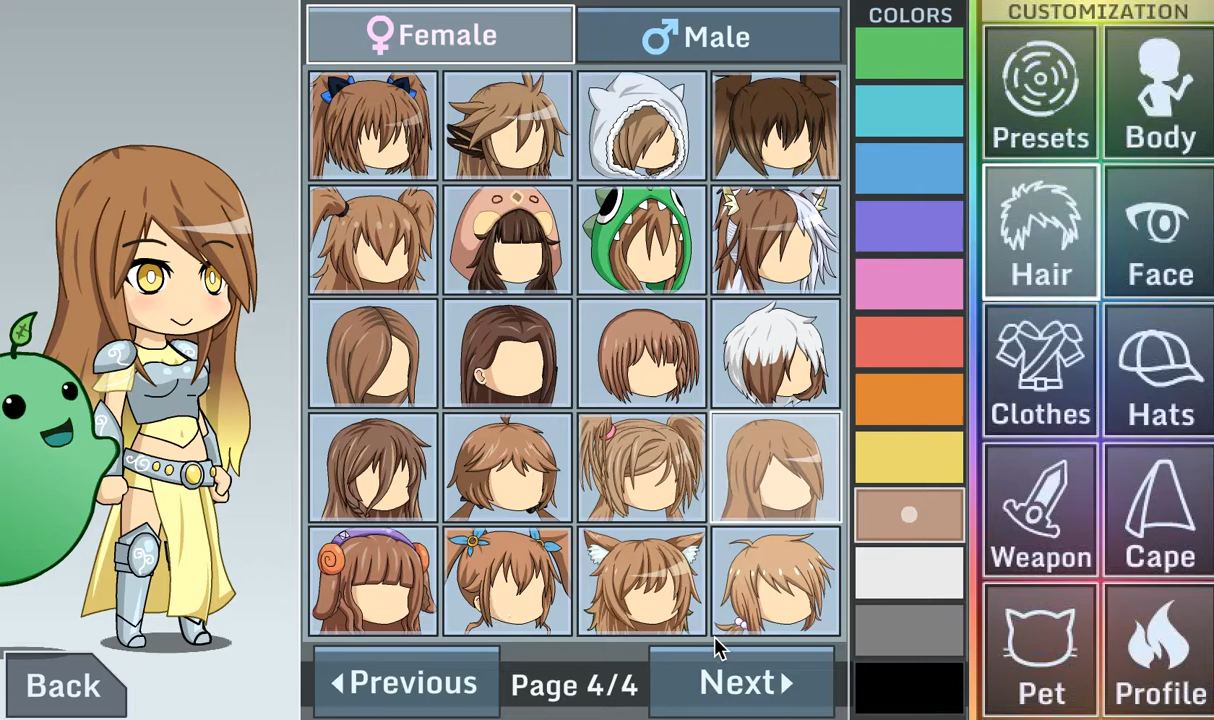 ♀Female
♂Male
COLORS
CUSTOMIZATION
Presets
Body
Hair
Face
Clothes
Hats
Weapon
Cape
Pet
Profile
Back
Previous
Page 4/4
Next